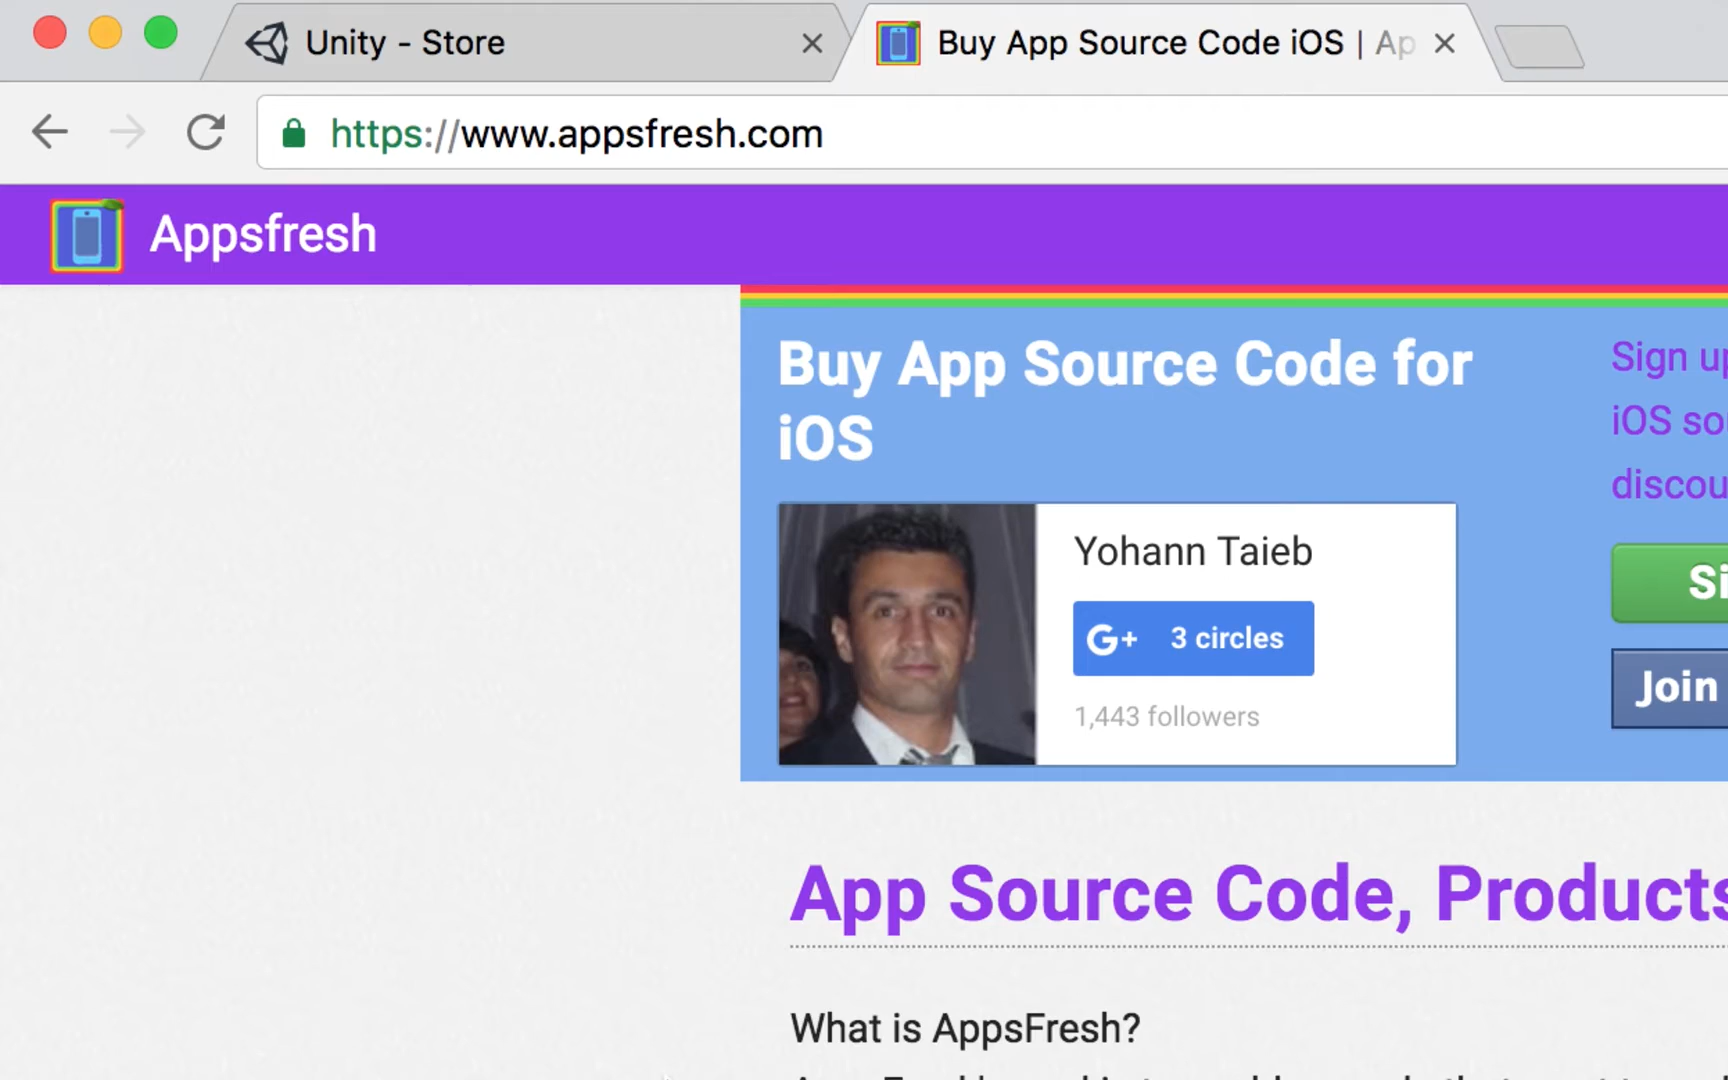 Unity - Store
Buy App Source Code iOS | Ap
https://www.appsfresh.com
Appsfresh
Buy App Source Code for
iOS
Sign up
iOS sou
discou
Yohann Taieb
G+ 3 circles
1,443 followers
Si
Join
App Source Code, Products
What is AppsFresh?